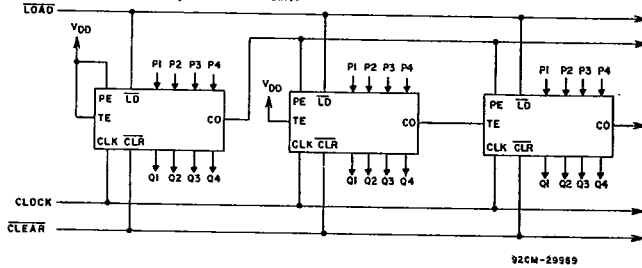 LOAD
VDD
P1 P2 P3 P4
PE LD
TE CO
CLK CLR
Q1 Q2 Q3 Q4
VDD
P1 P2 P3 P4
PE LD
TE CO
CLK CLR
Q1 Q2 Q3 Q4
P1 P2 P3 P4
PE LD
TE CO
CLK CLR
Q1 Q2 Q3 Q4
CLOCK
CLEAR
92CM-29969